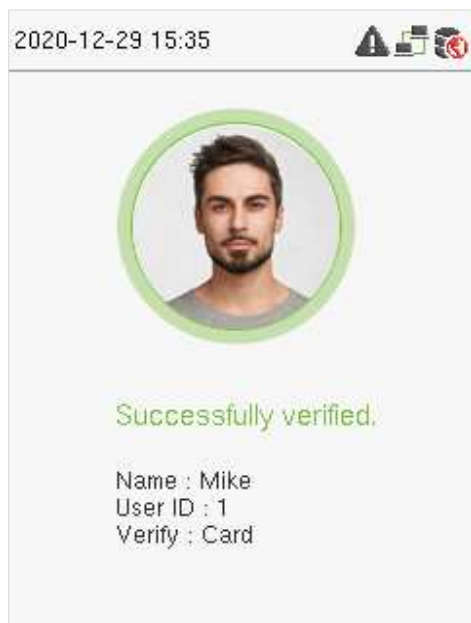 2020-12-29 15:35
Successfully verified.
Name : Mike
User ID : 1
Verify : Card